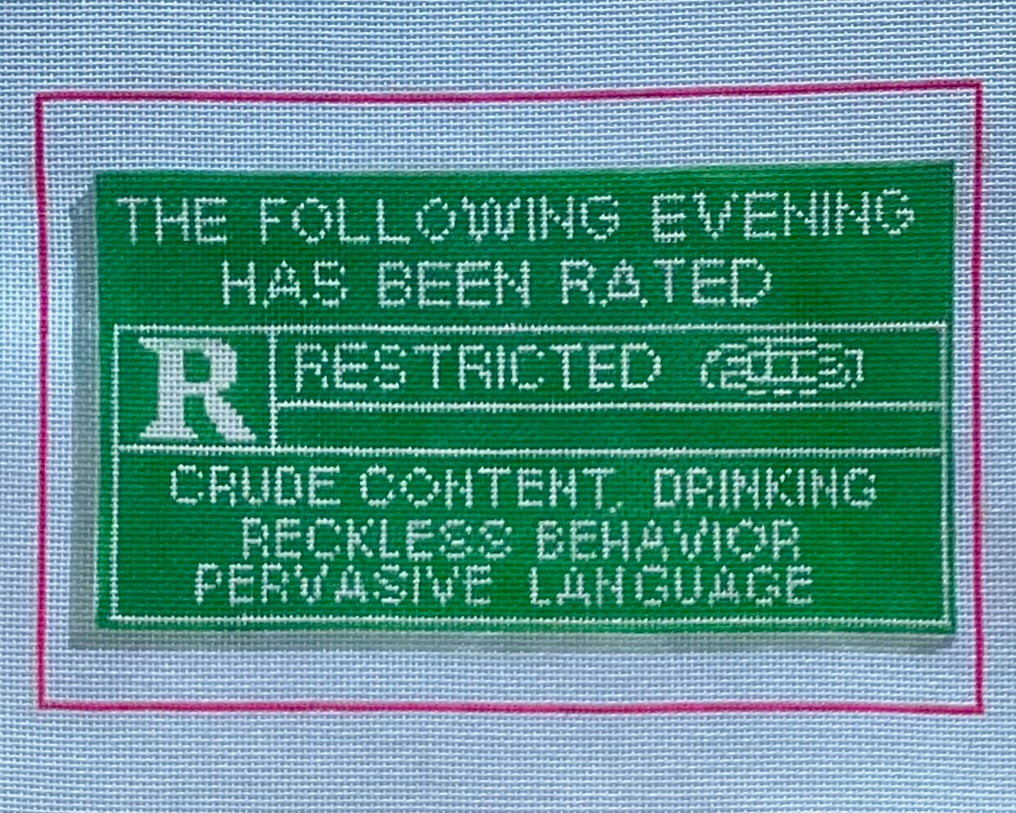 THE FOLLOWING EVENING
HAS BEEN RATED
R
RESTRICTED
CRUDE CONTENT, DRINKING
RECKLESS BEHAVIOR
PERVASIVE LANGUAGE